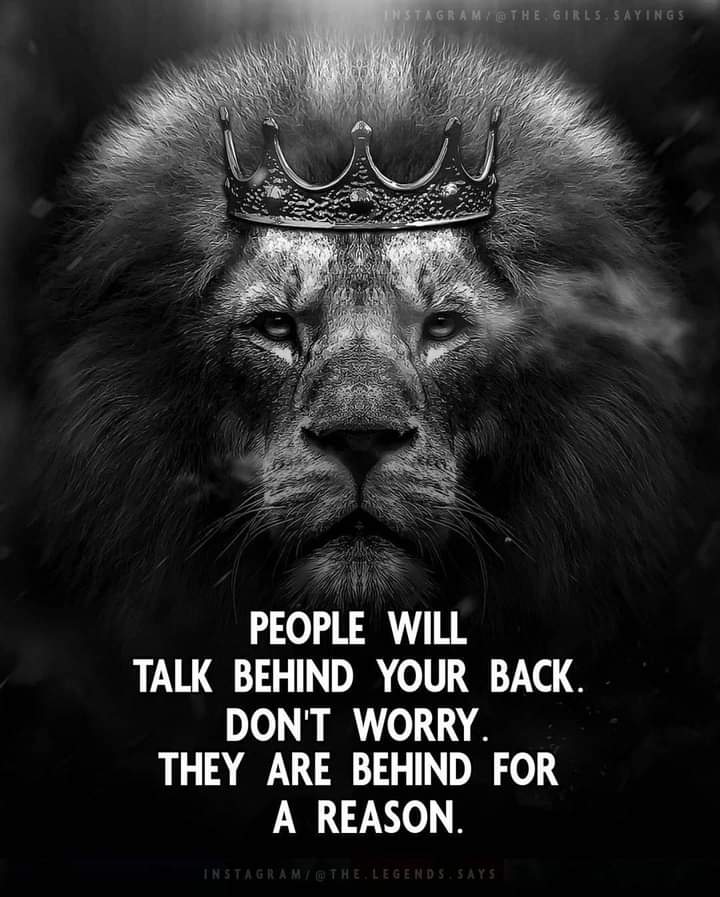 INSTAGRAM/@THE.GIRLS.SAYINGS
PEOPLE WILL
TALK BEHIND YOUR BACK.
DON'T WORRY.
THEY ARE BEHIND FOR
A REASON.
INSTAGRAM/@THE.LEGENDS.SAYS